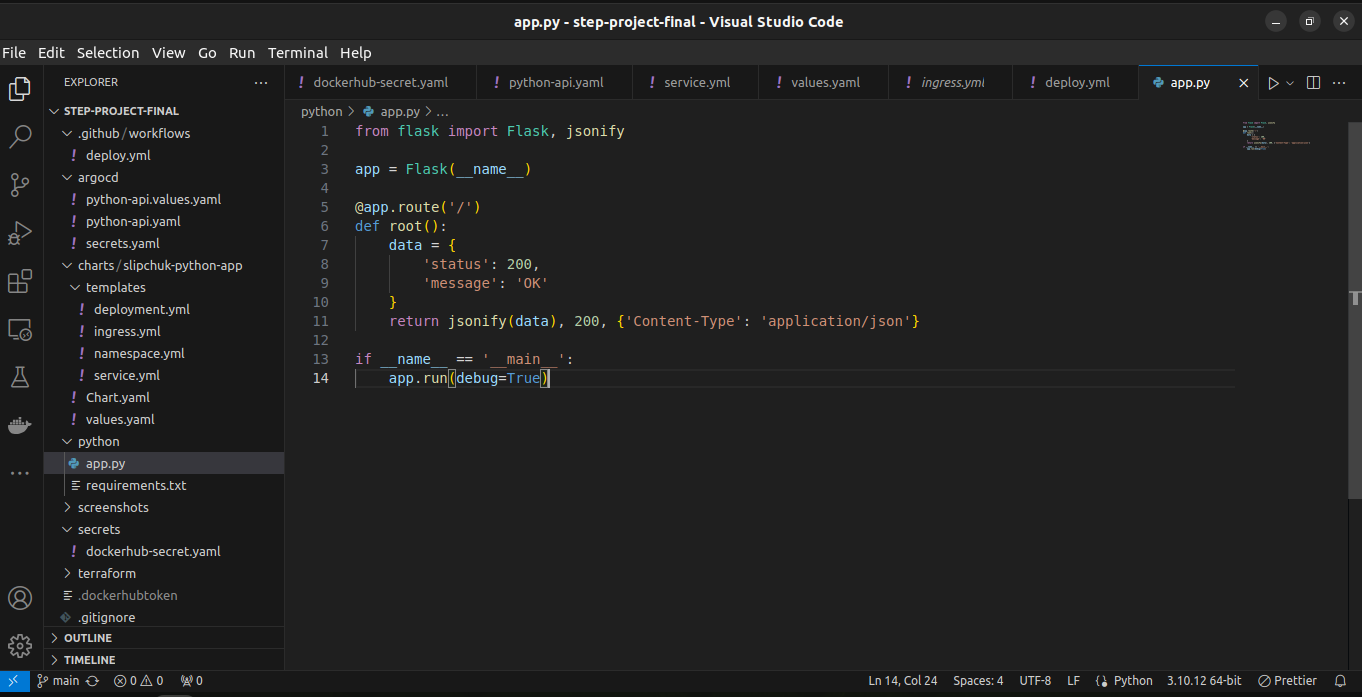 app.py - step-project-final - Visual Studio Code
File Edit Selection View Go Run Terminal Help
EXPLORER
STEP-PROJECT-FINAL
.github/workflows
deploy.yml
argocd
python-api.values.yaml
python-api.yaml
secrets.yaml
charts/slipchuk-python-app
templates
deployment.yml
ingress.yml
namespace.yml
service.yml
Chart.yaml
values.yaml
python
app.py
requirements.txt
screenshots
secrets
dockerhub-secret.yaml
terraform
.dockerhubtoken
.gitignore
OUTLINE
TIMELINE
dockerhub-secret.yaml python-api.yaml service.yml values.yaml ingress.yml deploy.yml app.py
python > app.py > ...
1 from flask import Flask, jsonify
2
3 app = Flask(__name__)
4
5 @app.route('/')
6 def root():
7     data = {
8         'status': 200,
9         'message': 'OK'
10     }
11     return jsonify(data), 200, {'Content-Type': 'application/json'}
12
13 if __name__ == '__main__':
14     app.run(debug=True)
main 0 0 0 Ln 14, Col 24 Spaces: 4 UTF-8 LF Python 3.10.12 64-bit Prettier